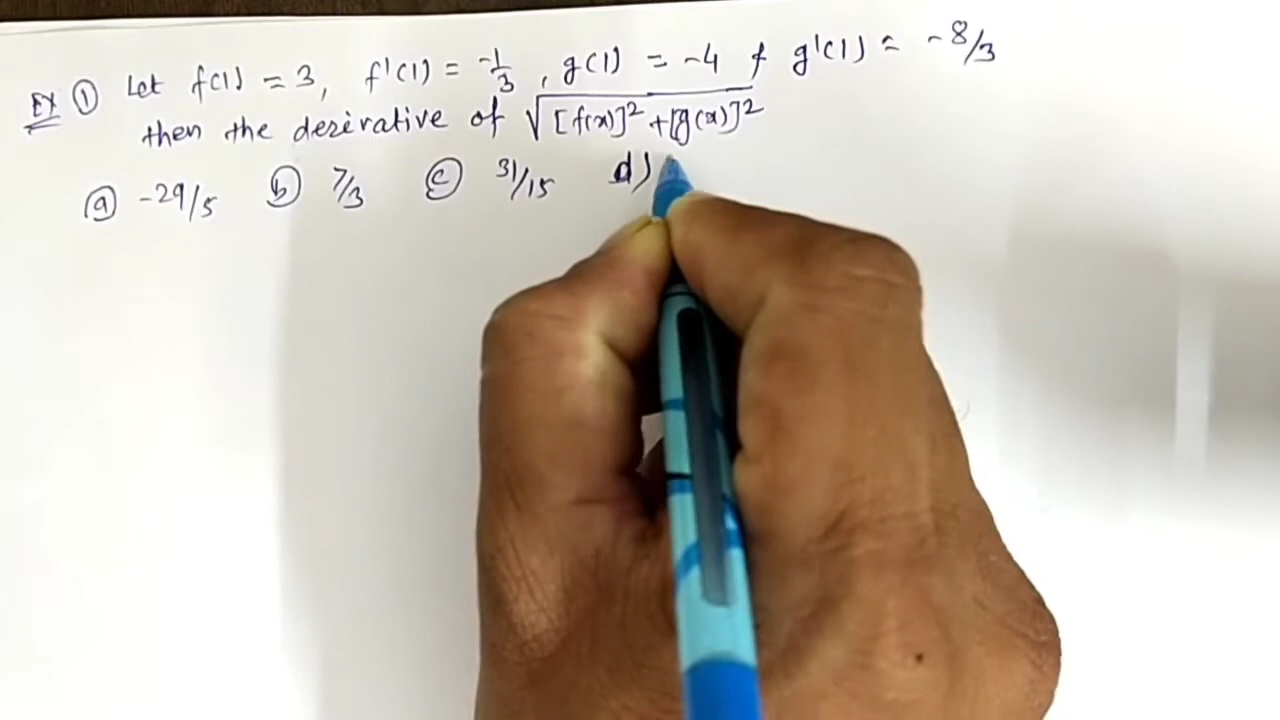 Ex ① Let f(1) = 3, f'(1) = -1/3, g(1) = -4 & g'(1) = -8/3
then the derivative of √[f(x)]² + [g(x)]²
ⓐ -29/5 ⓑ 7/3 ⓒ 31/15 d)